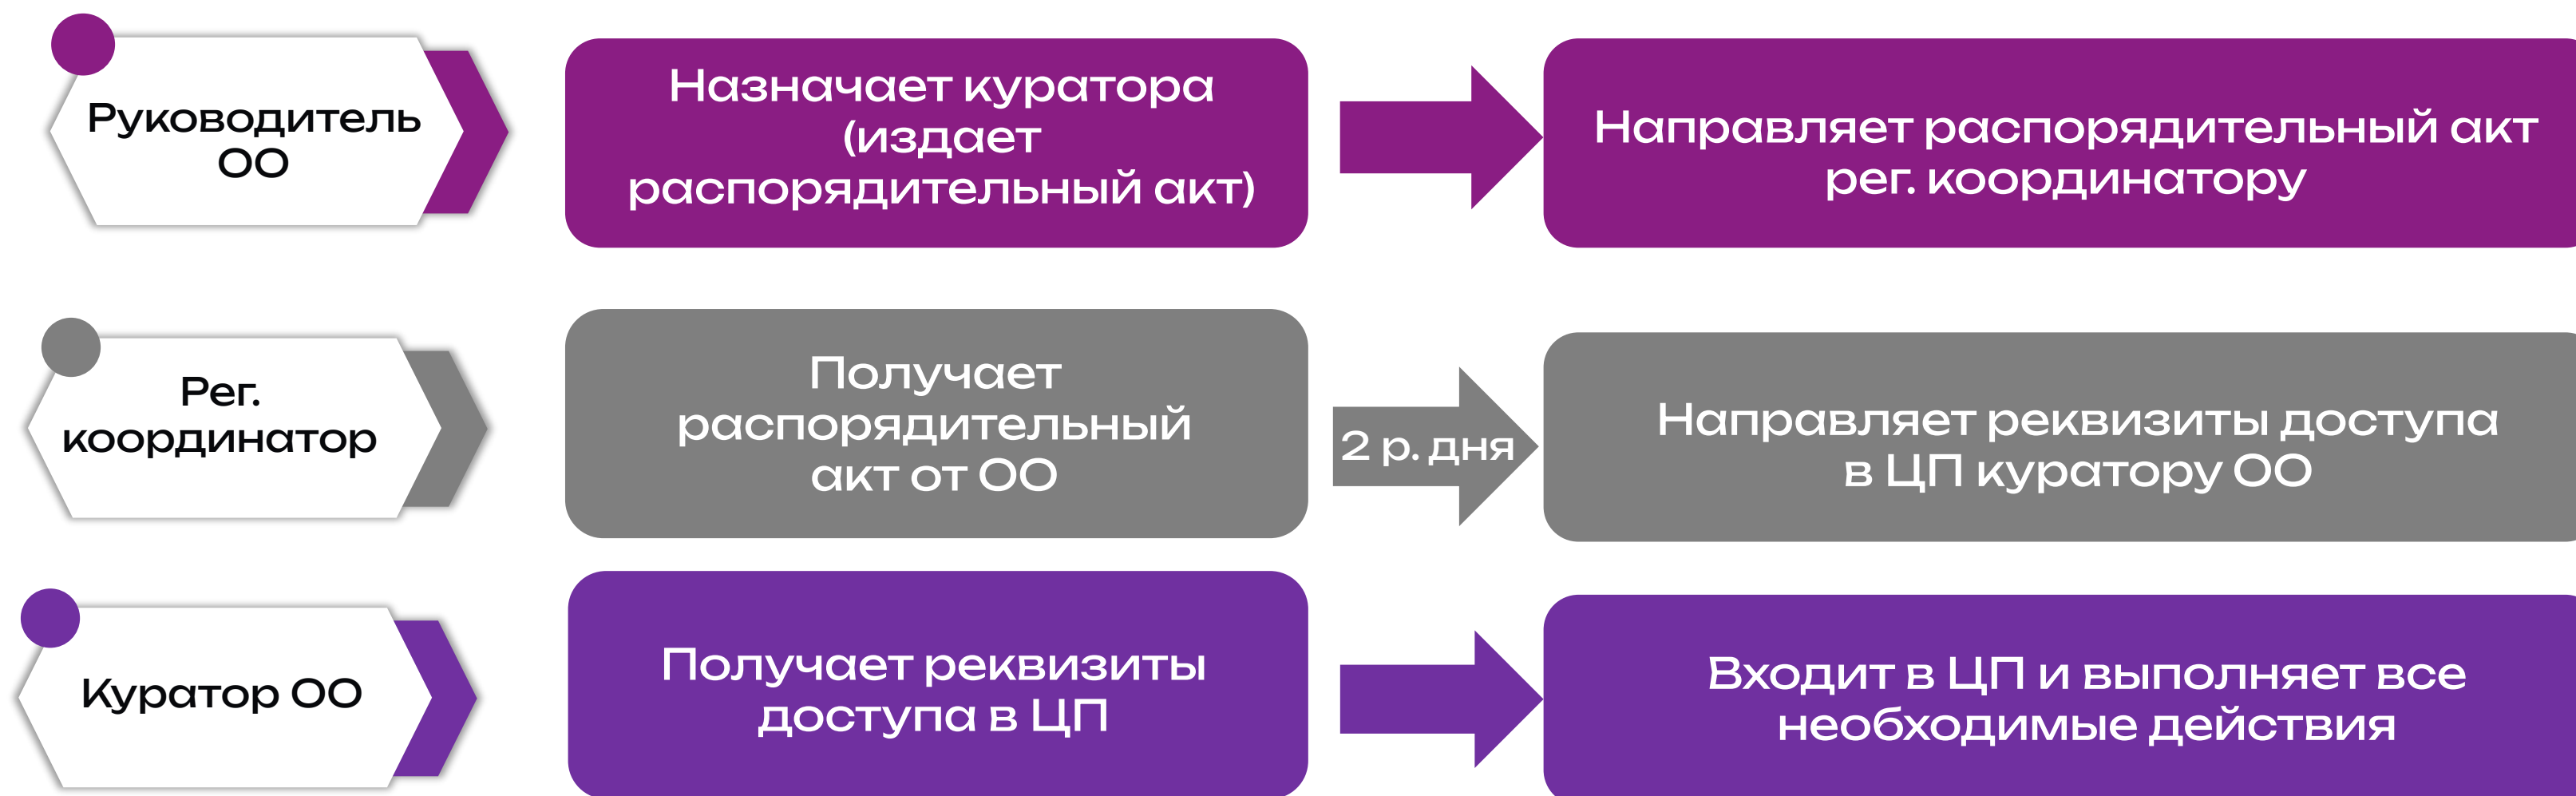 Руководитель
ОО
Назначает куратора
(издает
распорядительный акт)
Направляет распорядительный акт
рег. координатору
Рег.
координатор
Получает
распорядительный
акт от ОО
2 р. дня
Направляет реквизиты доступа
в ЦП куратору ОО
Куратор ОО
Получает реквизиты
доступа в ЦП
Входит в ЦП и выполняет все
необходимые действия